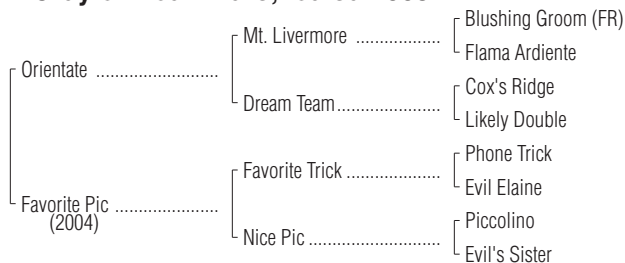 Blushing Groom (FR)
Mt. Livermore ..................
Flama Ardiente
Orientate ..........................
Cox's Ridge
Dream Team......................
Likely Double
Phone Trick
Favorite Trick ....................
Evil Elaine
Favorite Pic ......................
(2004)
Piccolino
Nice Pic ............................
Evil's Sister